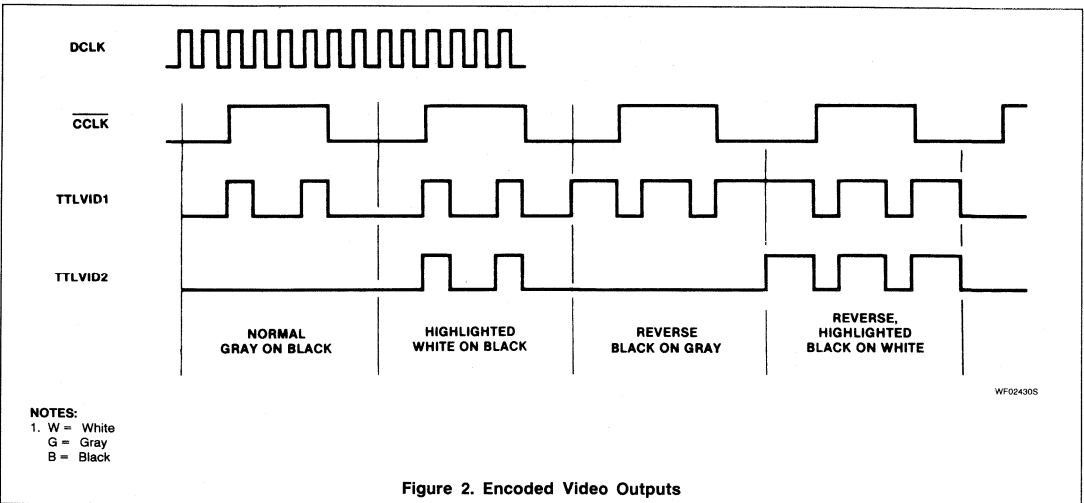 DCLK
CCLK
TTLVID1
TTLVID2
NORMAL
GRAY ON BLACK
HIGHLIGHTED
WHITE ON BLACK
REVERSE
BLACK ON GRAY
REVERSE,
HIGHLIGHTED
BLACK ON WHITE
WF02430S
NOTES:
1. W = White
G = Gray
B = Black
Figure 2. Encoded Video Outputs